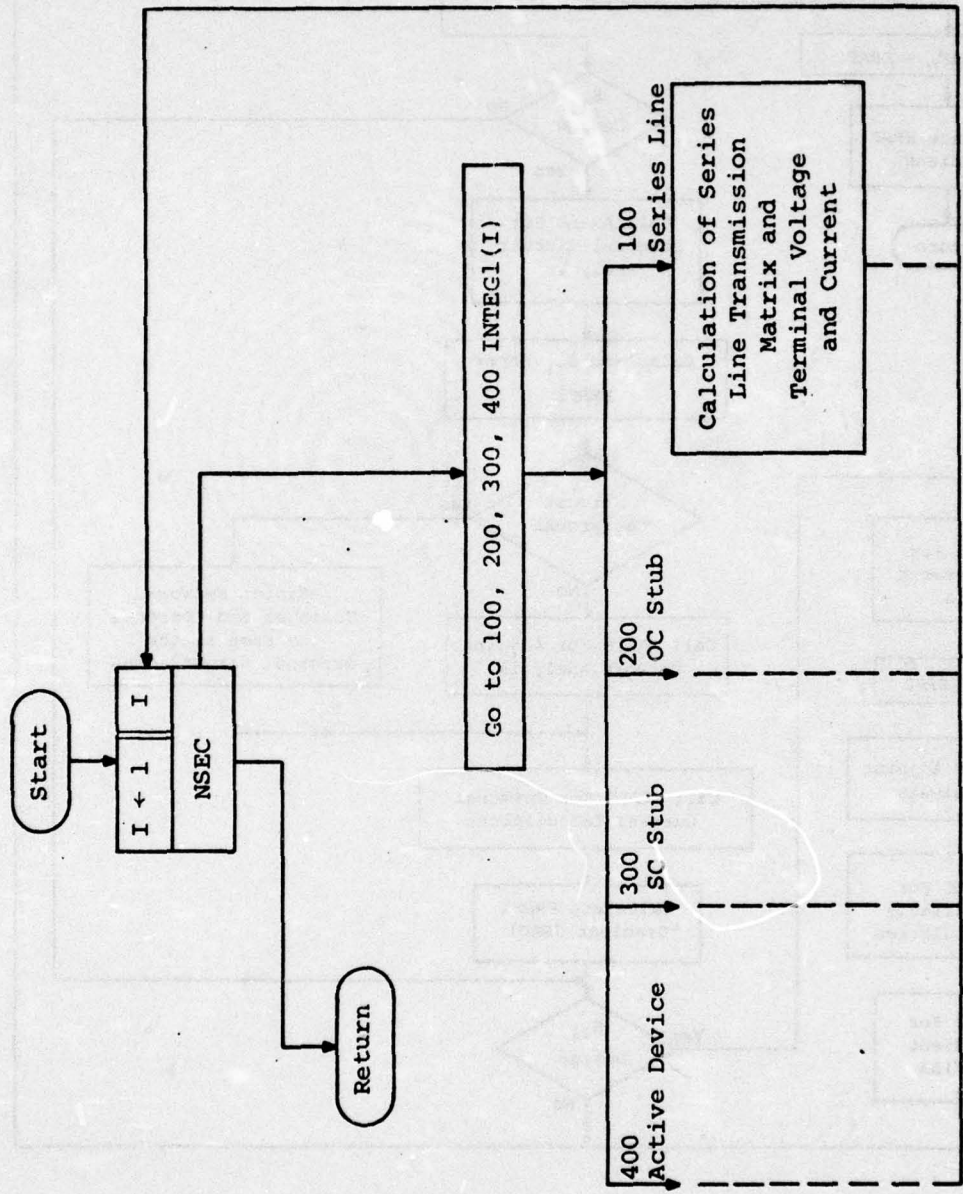 Start
I ← 1
I
NSEC
Return
Go to 100, 200, 300, 400 INTEG1(I)
400
Active Device
300
SC Stub
200
OC Stub
100
Series Line
Calculation of Series
Line Transmission
Matrix and
Terminal Voltage
and Current